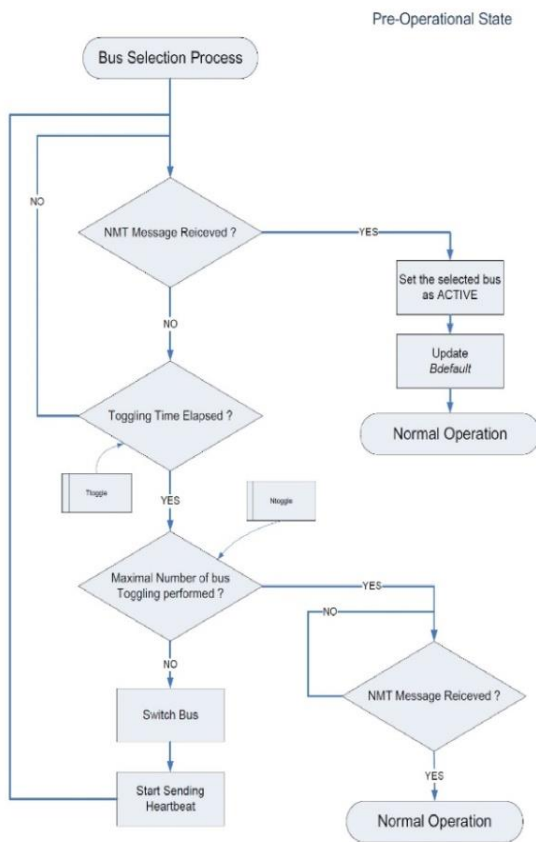 Pre-Operational State
Bus Selection Process
NO
NMT Message Reiceved ?
YES
Set the selected bus
as ACTIVE
NO
Update
Bdefault
Toggling Time Elapsed ?
Normal Operation
Ttoggle
YES
Ntoggle
Maximal Number of bus
Toggling performed ?
YES
NO
NO
NMT Message Reiceved ?
Switch Bus
Start Sending
Heartbeat
YES
Normal Operation